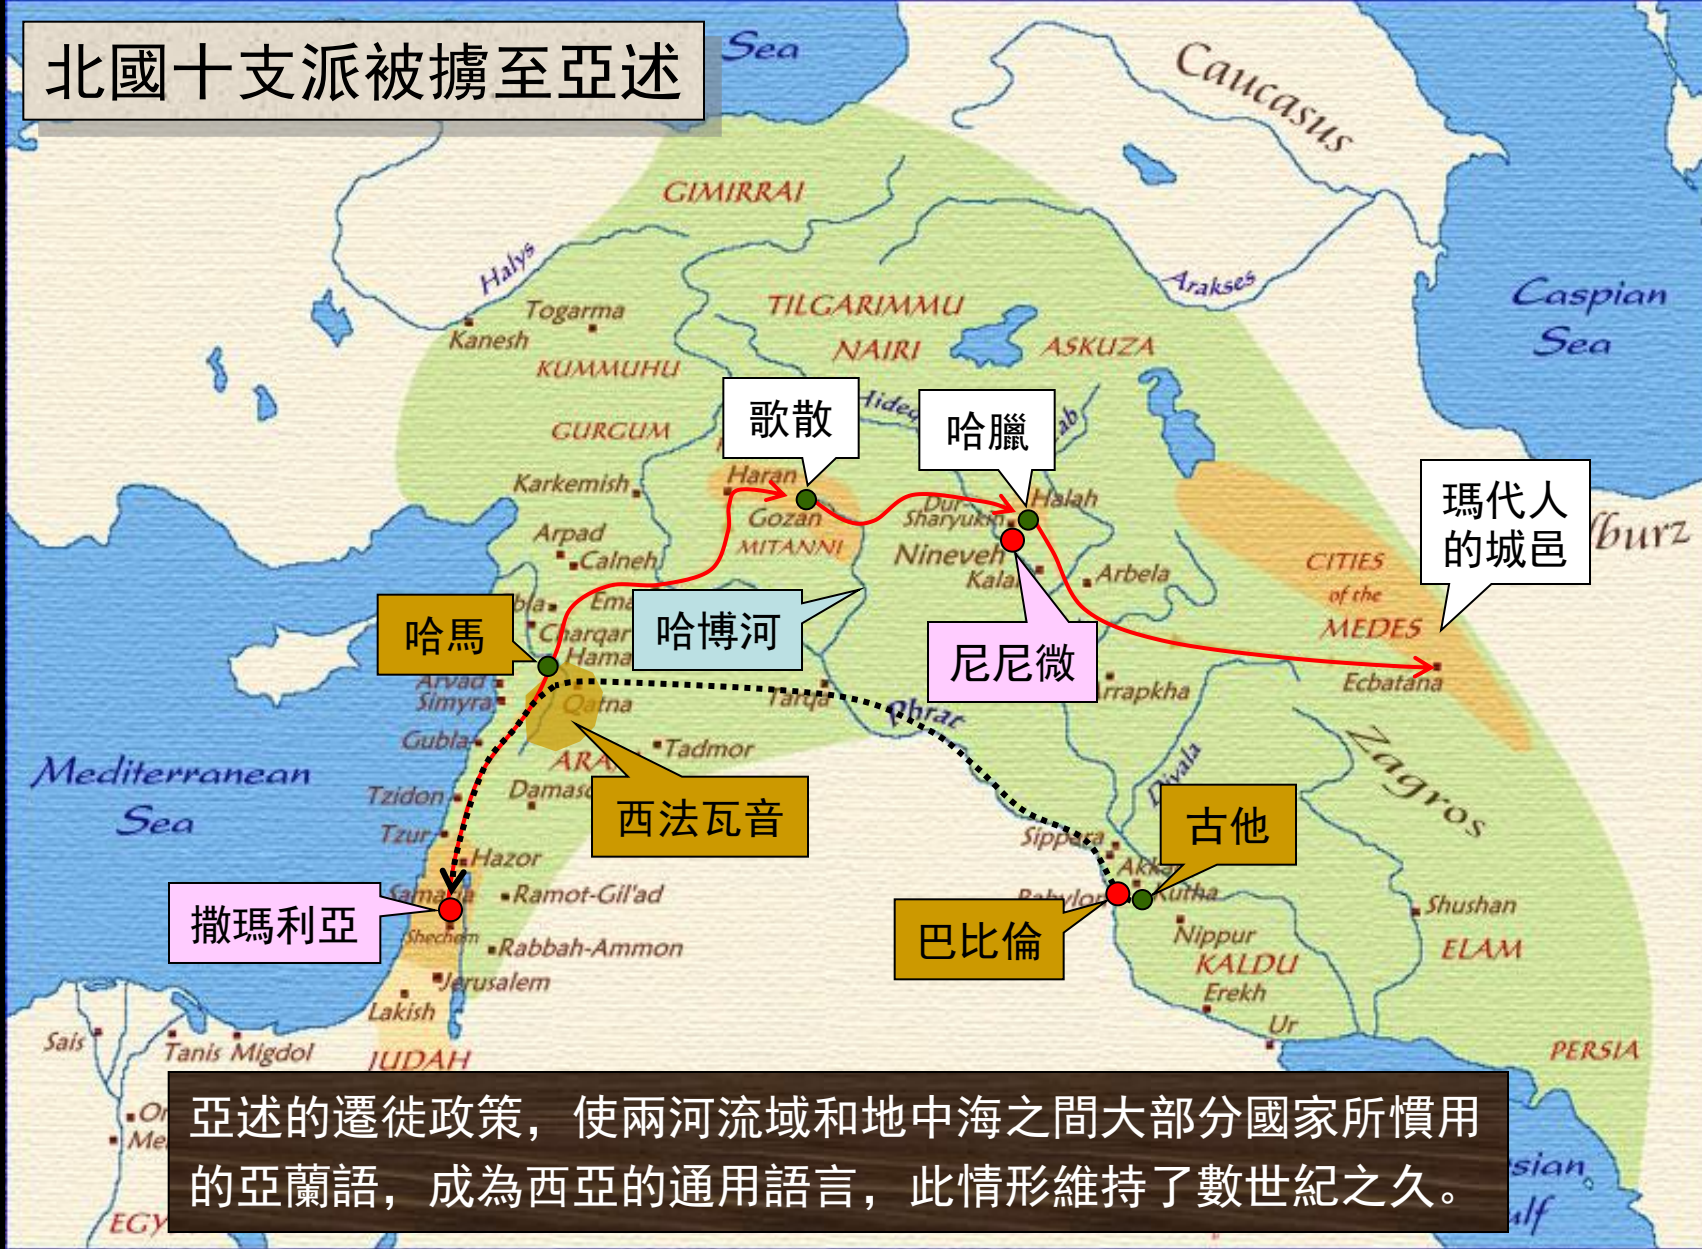 北國十支派被擄至亞述
Sea
Caucasus
GIMIRRAI
Halys
Arakses
Caspian
Sea
Togarma
Kanesh
TILGARIMMU
NAIRI
ASKUZA
KUMMUHU
GURGUM
歌散
哈臘
瑪代人
的城邑
Karkemish
Haran
Gozan
MITANNI
Dur-
Sharyukin
Halah
Nineveh
Arbela
CITIES
of the
MEDES
Ecbatana
Arpad
Calneh
哈馬
哈博河
尼尼微
Charqar
Hama
Arvad
Simyra
Qatna
Tarqa
Phrat
Gubla
Tadmor
Zagros
Mediterranean
Sea
Tzidon
Tzur
西法瓦音
古他
Diyala
Sippara
Hazor
Samaria
Ramot-Gil'ad
撒瑪利亞
巴比倫
Kutha
Shushan
Shechem
Rabbah-Ammon
Nippur
KALDU
ELAM
Jerusalem
Lakish
Erekh
Ur
Sais
Tanis
Migdol
JUDAH
PERSIA
亞述的遷徙政策，使兩河流域和地中海之間大部分國家所慣用
的亞蘭語，成為西亞的通用語言，此情形維持了數世紀之久。